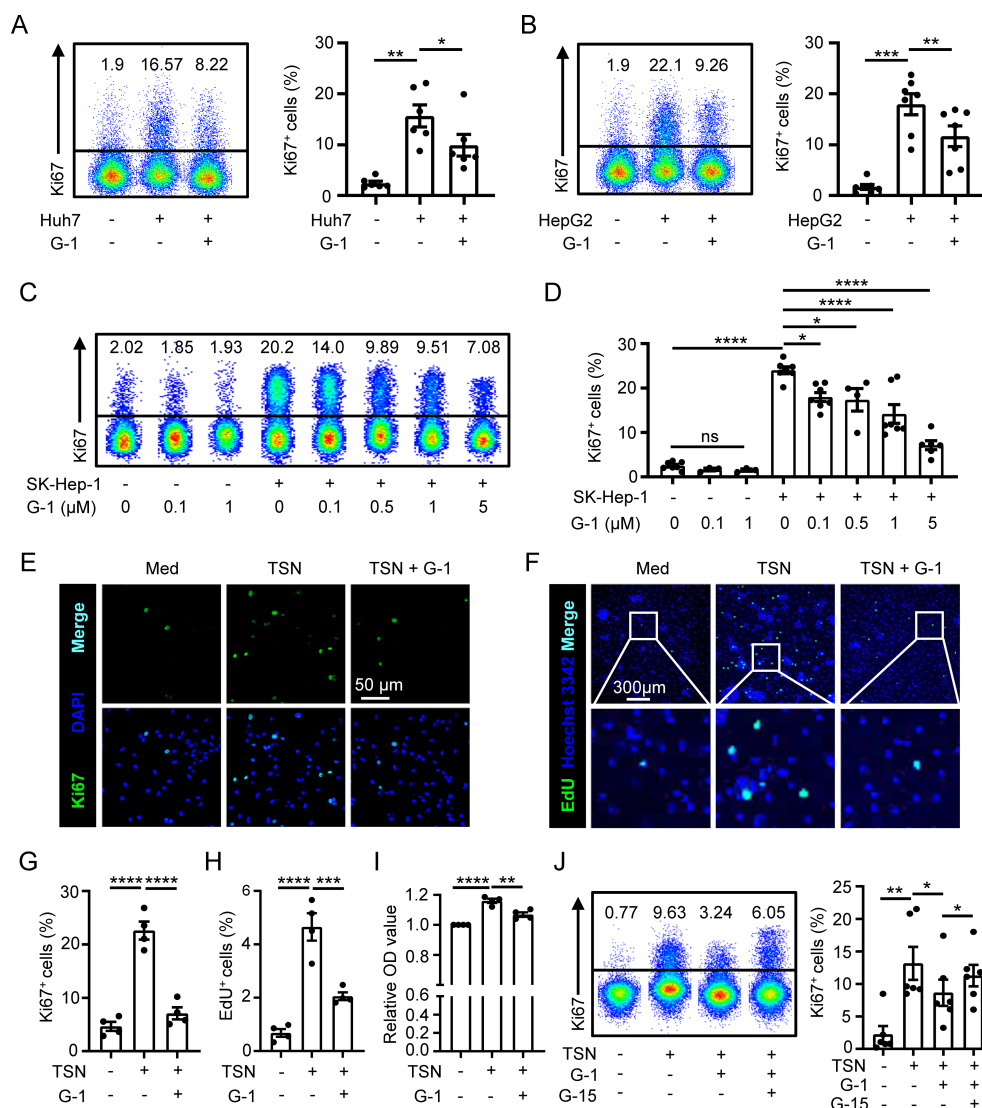 A
1.9 16.57 8.22
Ki67
Huh7 - + +
G-1 - - +
30
20
10
0
Ki67+ cells (%)
** *
Huh7 - + +
G-1 - - +
B
1.9 22.1 9.26
Ki67
HepG2 - + +
G-1 - - +
30
20
10
0
Ki67+ cells (%)
*** **
HepG2 - + +
G-1 - - +
C
2.02 1.85 1.93 20.2 14.0 9.89 9.51 7.08
Ki67
SK-Hep-1 - - - + + + + +
G-1 (μM) 0 0.1 1 0 0.1 0.5 1 5
D
****
****
*
**** *
ns
30
20
10
0
Ki67+ cells (%)
SK-Hep-1 - - - + + + + +
G-1 (μM) 0 0.1 1 0 0.1 0.5 1 5
E
Med TSN TSN + G-1
Ki67 DAPI Merge
50 μm
F
Med TSN TSN + G-1
EdU Hoechst 3342 Merge
300μm
G
**** ****
30
20
10
0
Ki67+ cells (%)
TSN - + +
G-1 - - +
H
**** ***
6
4
2
0
EdU+ cells (%)
TSN - + +
G-1 - - +
I
**** **
1.2
1.0
0.6
0.4
0.2
0.0
Relative OD value
TSN - + +
G-1 - - +
J
0.77 9.63 3.24 6.05
Ki67
TSN - + + +
G-1 - - + +
G-15 - - - +
25
20
15
10
5
0
Ki67+ cells (%)
** * *
TSN - + + +
G-1 - - + +
G-15 - - - +